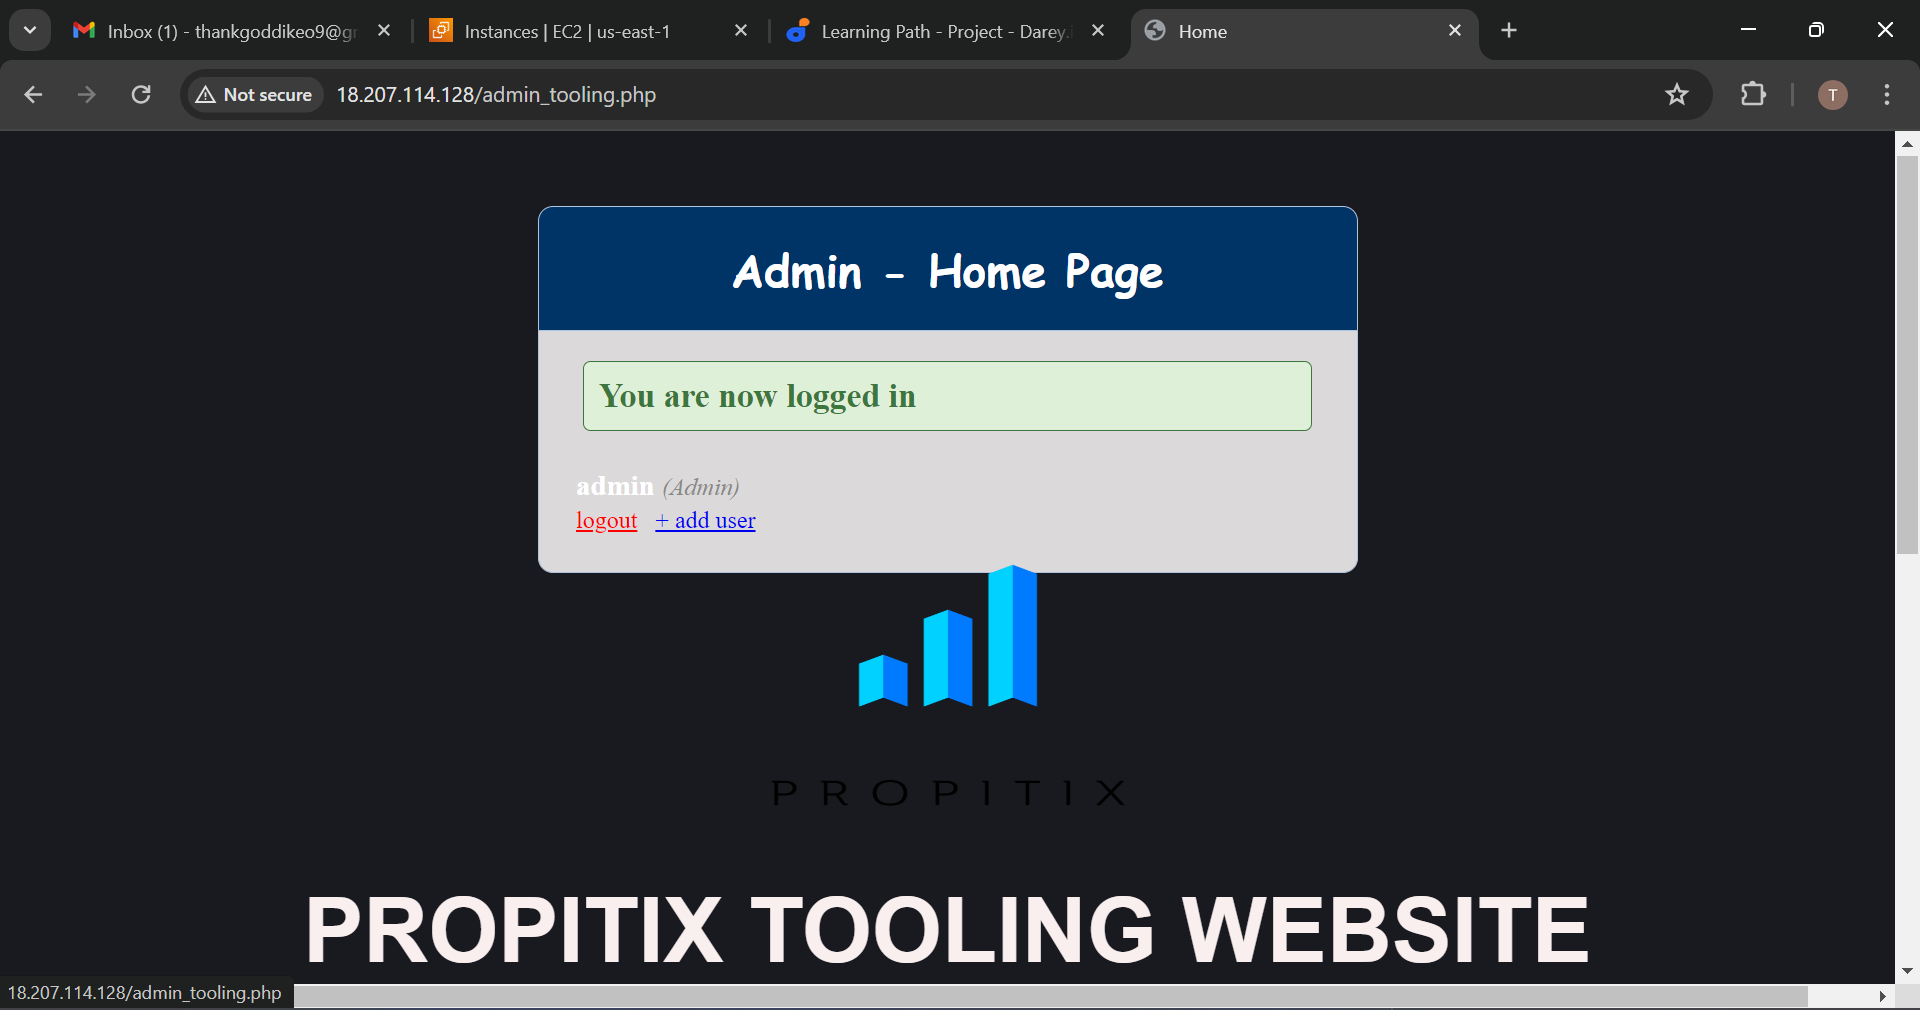 Inbox (1) - thankgoddikeo9@gr
Instances | EC2 | us-east-1
Learning Path - Project - Darey.i
Home
Not secure
18.207.114.128/admin_tooling.php
T
Admin - Home Page
You are now logged in
admin (Admin)
logout + add user
PROPITIX
PROPITIX TOOLING WEBSITE
18.207.114.128/admin_tooling.php